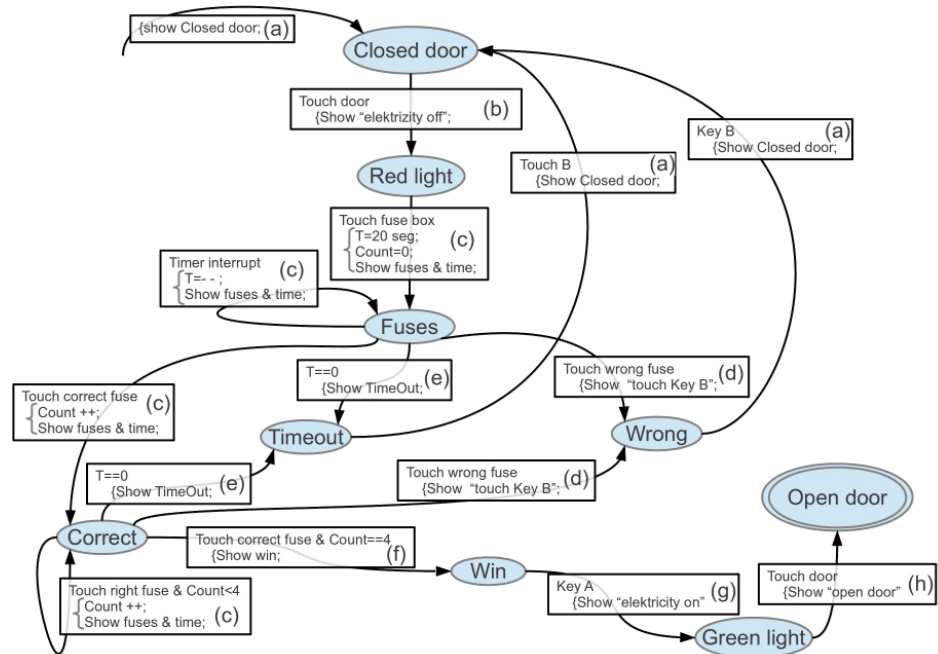 {show Closed door; (a)
Closed door
Touch door
{Show “elektrizity off”; (b)
Key B (a)
{Show Closed door;
Touch B (a)
{Show Closed door;
Red light
Touch fuse box
T=20 seg; (c)
Count=0;
Show fuses & time;
Timer interrupt (c)
T=- - ;
Show fuses & time;
Fuses
T==0 (e)
{Show TimeOut;
Touch wrong fuse (d)
{Show “touch Key B”;
Touch correct fuse
Count ++; (c)
Show fuses & time;
Timeout
Wrong
T==0
{Show TimeOut; (e)
Touch wrong fuse (d)
{Show “touch Key B”;
Open door
Correct
Touch correct fuse & Count==4
{Show win; (f)
Win
Touch right fuse & Count<4
Count ++; (c)
Show fuses & time;
Key A (g)
{Show “elektricity on”
Touch door (h)
{Show “open door”
Green light